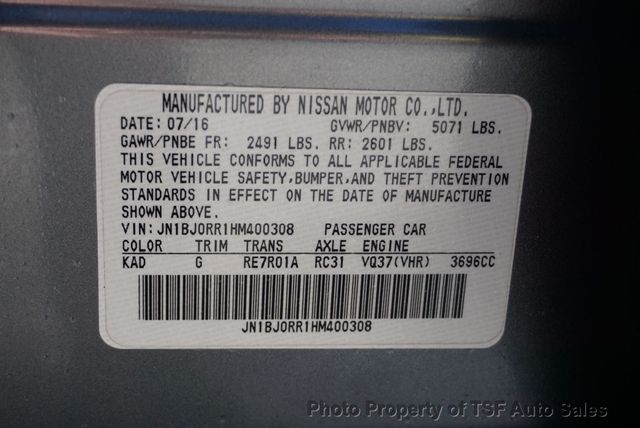 MANUFACTURED BY NISSAN MOTOR CO.,LTD.
DATE: 07/16 GVWR/PNBV: 5071 LBS.
GAWR/PNBE FR: 2491 LBS. RR: 2601 LBS.
THIS VEHICLE CONFORMS TO ALL APPLICABLE FEDERAL
MOTOR VEHICLE SAFETY,BUMPER,AND THEFT PREVENTION
STANDARDS IN EFFECT ON THE DATE OF MANUFACTURE
SHOWN ABOVE.
VIN:JN1BJ0RR1HM400308 PASSENGER CAR
COLOR TRIM TRANS AXLE ENGINE
KAD G RE7R01A RC31 VQ37(VHR) 3696CC
JN1BJ0RR1HM400308
Photo Property of TSF Auto Sales